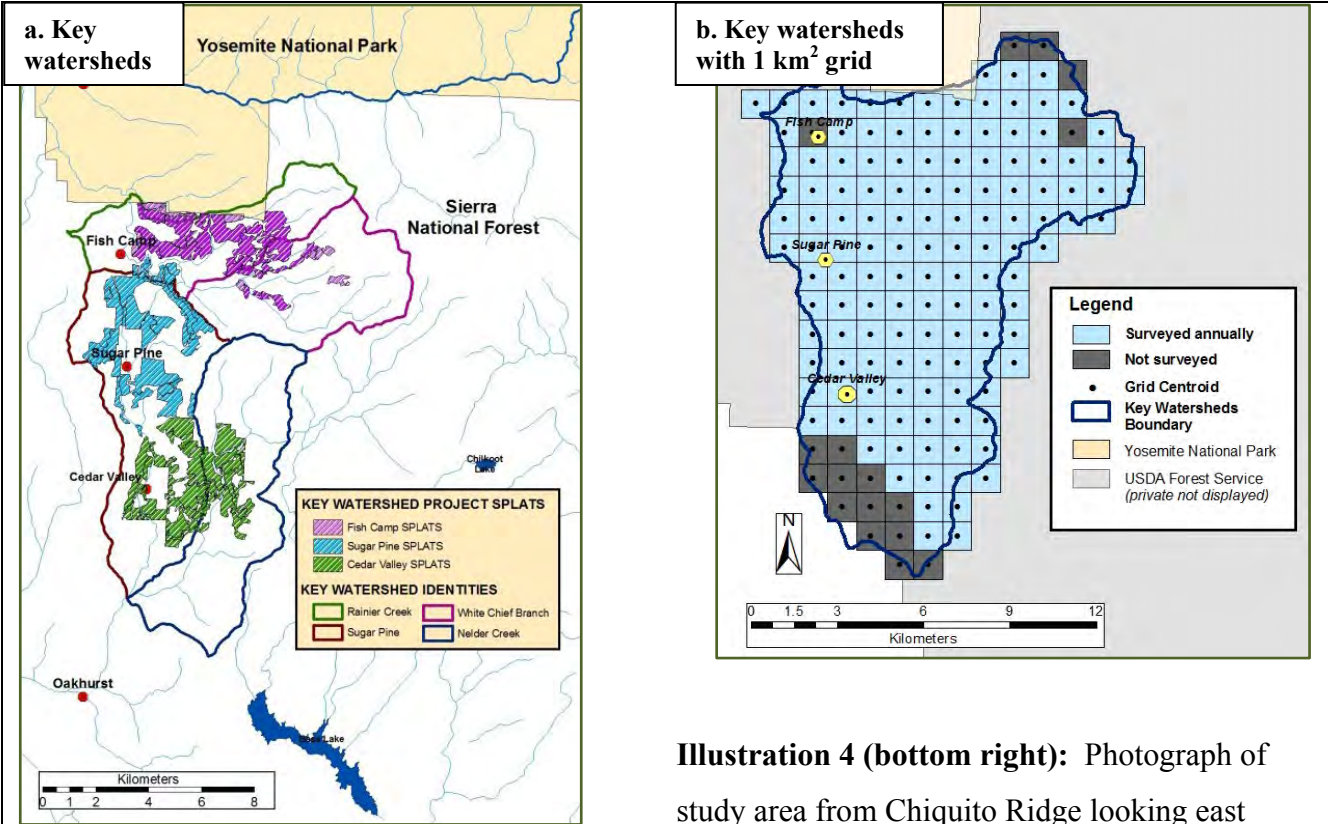 a. Key
watersheds
Yosemite National Park
Sierra
National Forest
Fish Camp
Sugar Pine
Cedar Valley
Chilkoot
Lake
KEY WATERSHED PROJECT SPLATS
Fish Camp SPLATS
Sugar Pine SPLATS
Cedar Valley SPLATS
KEY WATERSHED IDENTITIES
Rainier Creek
White Chief Branch
Sugar Pine
Nelder Creek
Oakhurst
Bass Lake
Kilometers
0 1 2 4 6 8
b. Key watersheds
with 1 km² grid
Fish Camp
Sugar Pine
Cedar Valley
Legend
Surveyed annually
Not surveyed
Grid Centroid
Key Watersheds
Boundary
Yosemite National Park
USDA Forest Service
(private not displayed)
N
0 1.5 3 6 9 12
Kilometers
Illustration 4 (bottom right): Photograph of
study area from Chiquito Ridge looking east